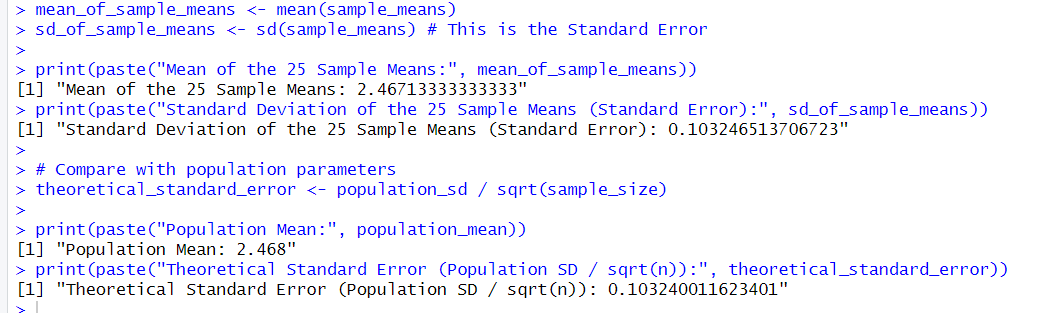 > mean_of_sample_means <- mean(sample_means)
> sd_of_sample_means <- sd(sample_means) # This is the Standard Error
>
> print(paste("Mean of the 25 Sample Means:", mean_of_sample_means))
[1] "Mean of the 25 Sample Means: 2.46713333333333"
> print(paste("Standard Deviation of the 25 Sample Means (Standard Error):", sd_of_sample_means))
[1] "Standard Deviation of the 25 Sample Means (Standard Error): 0.103246513706723"
>
> # Compare with population parameters
> theoretical_standard_error <- population_sd / sqrt(sample_size)
>
> print(paste("Population Mean:", population_mean))
[1] "Population Mean: 2.468"
> print(paste("Theoretical Standard Error (Population SD / sqrt(n)):", theoretical_standard_error))
[1] "Theoretical Standard Error (Population SD / sqrt(n)): 0.103240011623401"
>